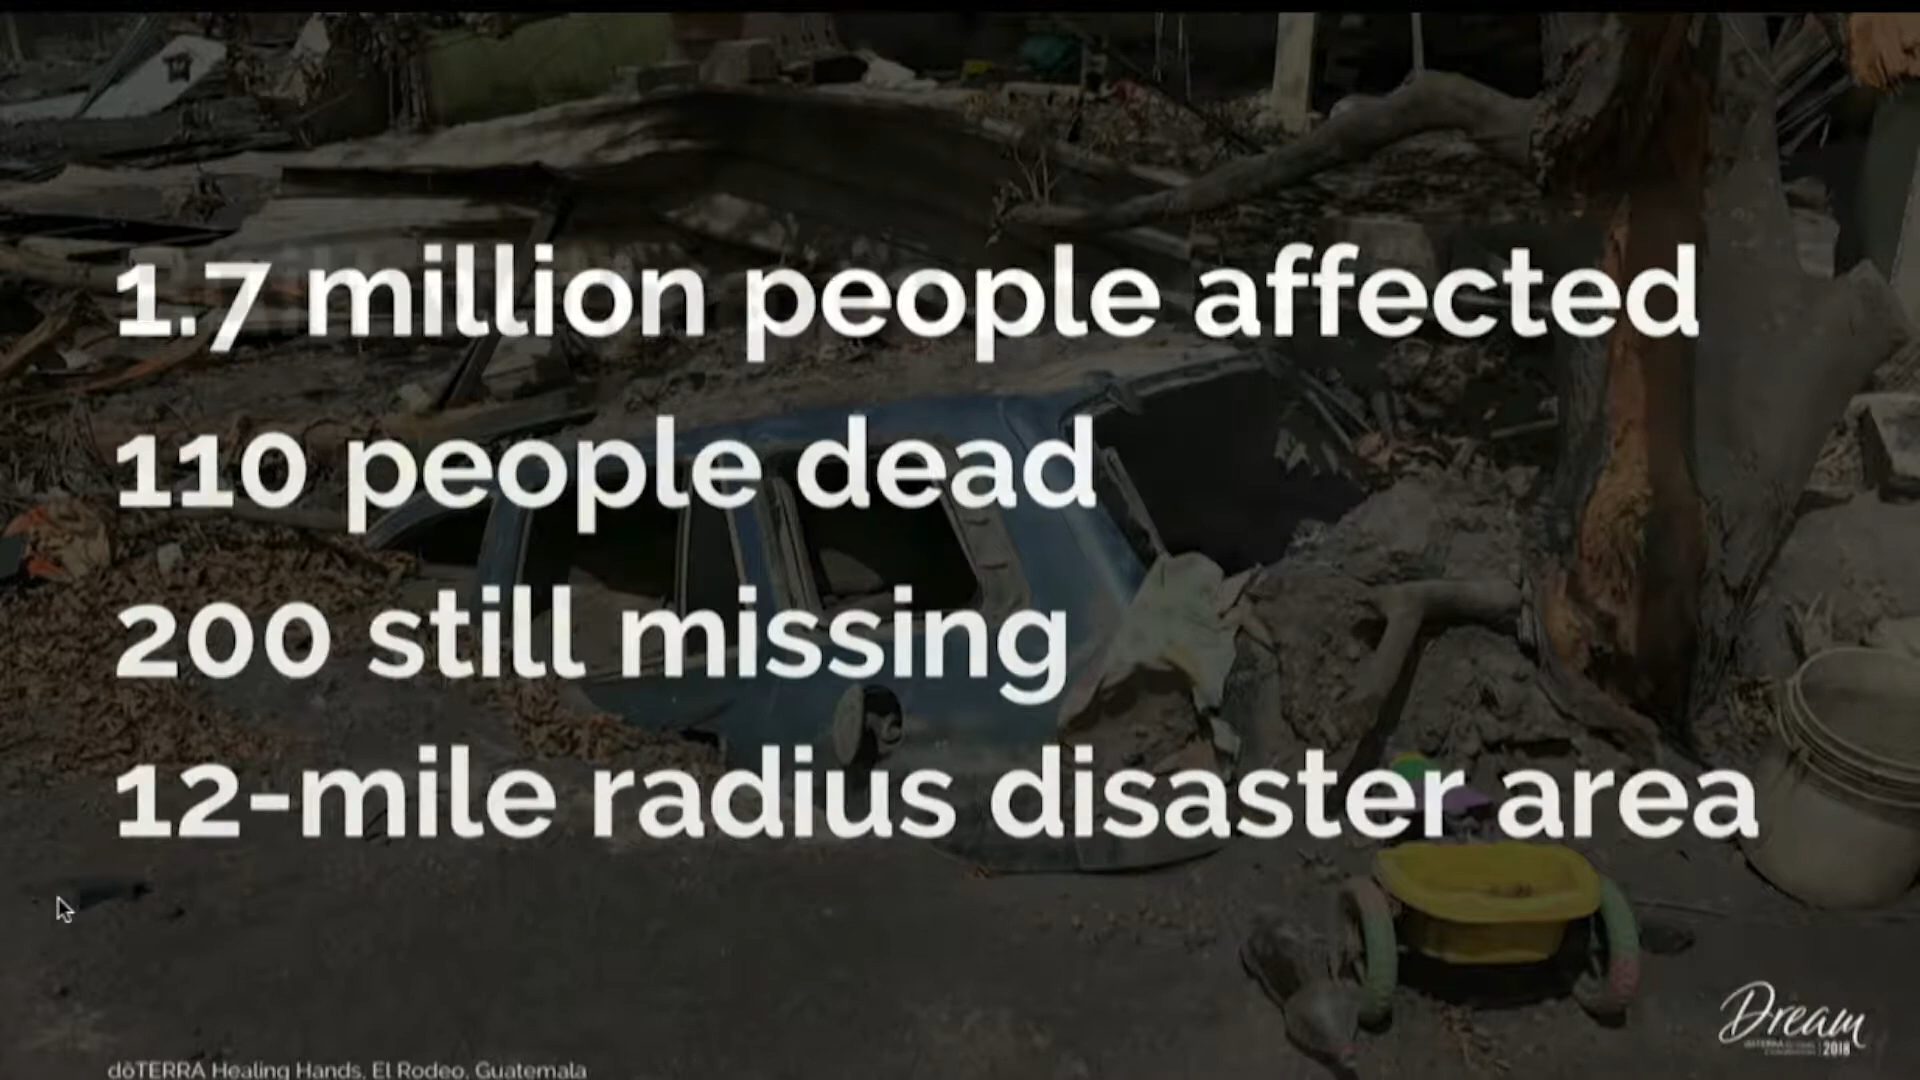 1.7 million people affected
110 people dead
200 still missing
12-mile radius disaster area
dōTERRA Healing Hands, El Rodeo, Guatemala
Dream
2018